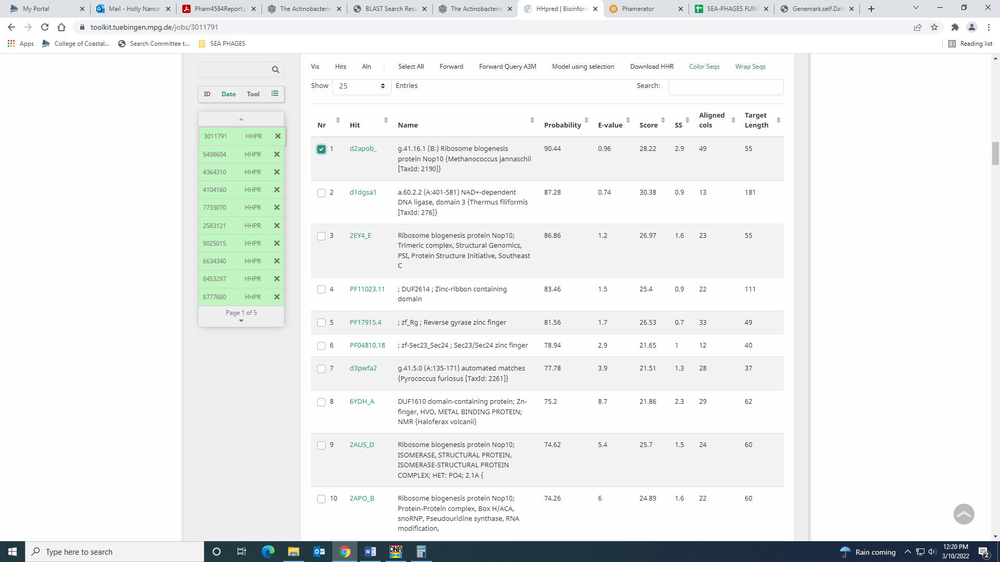 My Portal
Mail - Holly Nance
Pham4584Report.p
The Actinobacterio
BLAST Search Resu
The Actinobacterio
HHpred | Bioinform
Phamerator
SEA-PHAGES FUNC
Genemark.self.Dat
toolkit.tuebingen.mpg.de/jobs/3011791
Apps
College of Coastal...
Search Committee t...
SEA PHAGES
Reading list
Vis Hits Aln Select All Forward Forward Query A3M Model using selection Download HHR Color Seqs Wrap Seqs
Show 25 Entries Search:
ID Date Tool
3011791 HHPR
5498604 HHPR
4364310 HHPR
4104160 HHPR
7733070 HHPR
2583121 HHPR
9025015 HHPR
6634340 HHPR
8453297 HHPR
8777680 HHPR
Page 1 of 5
Nr Hit Name Probability E-value Score SS Aligned cols Target Length
1 d2apob_ g.41.16.1 (B:) Ribosome biogenesis 90.44 0.96 28.22 2.9 49 55
protein Nop10 {Methanococcus jannaschii
[TaxId: 2190]}
2 d1dgsa1 a.60.2.2 (A:401-581) NAD+-dependent 87.28 0.74 30.38 0.9 13 181
DNA ligase, domain 3 {Thermus filiformis
[TaxId: 276]}
3 2EY4_E Ribosome biogenesis protein Nop10; 86.86 1.2 26.97 1.6 23 55
Trimeric complex, Structural Genomics,
PSI, Protein Structure Initiative, Southeast
C
4 PF11023.11 ; DUF2614 ; Zinc-ribbon containing 83.46 1.5 25.4 0.9 22 111
domain
5 PF17915.4 ; zf_Rg ; Reverse gyrase zinc finger 81.56 1.7 26.53 0.7 33 49
6 PF04810.18 ; zf-Sec23_Sec24 ; Sec23/Sec24 zinc finger 78.94 2.9 21.65 1 12 40
7 d3pwfa2 g.41.5.0 (A:135-171) automated matches 77.78 3.9 21.51 1.3 28 37
{Pyrococcus furiosus [TaxId: 2261]}
8 6YDH_A DUF1610 domain-containing protein; Zn- 75.2 8.7 21.86 2.3 29 62
finger, HVO, METAL BINDING PROTEIN;
NMR {Haloferax volcanii}
9 2AUS_D Ribosome biogenesis protein Nop10; 74.62 5.4 25.7 1.5 24 60
ISOMERASE, STRUCTURAL PROTEIN,
ISOMERASE-STRUCTURAL PROTEIN
COMPLEX; HET: PO4; 2.1A {
10 2APO_B Ribosome biogenesis protein Nop10; 74.26 6 24.89 1.6 22 60
Protein-Protein complex, Box H/ACA,
snoRNP, Pseudouridine synthase, RNA
modification,
Type here to search
DNA
Rain coming
12:20 PM
3/10/2022
2